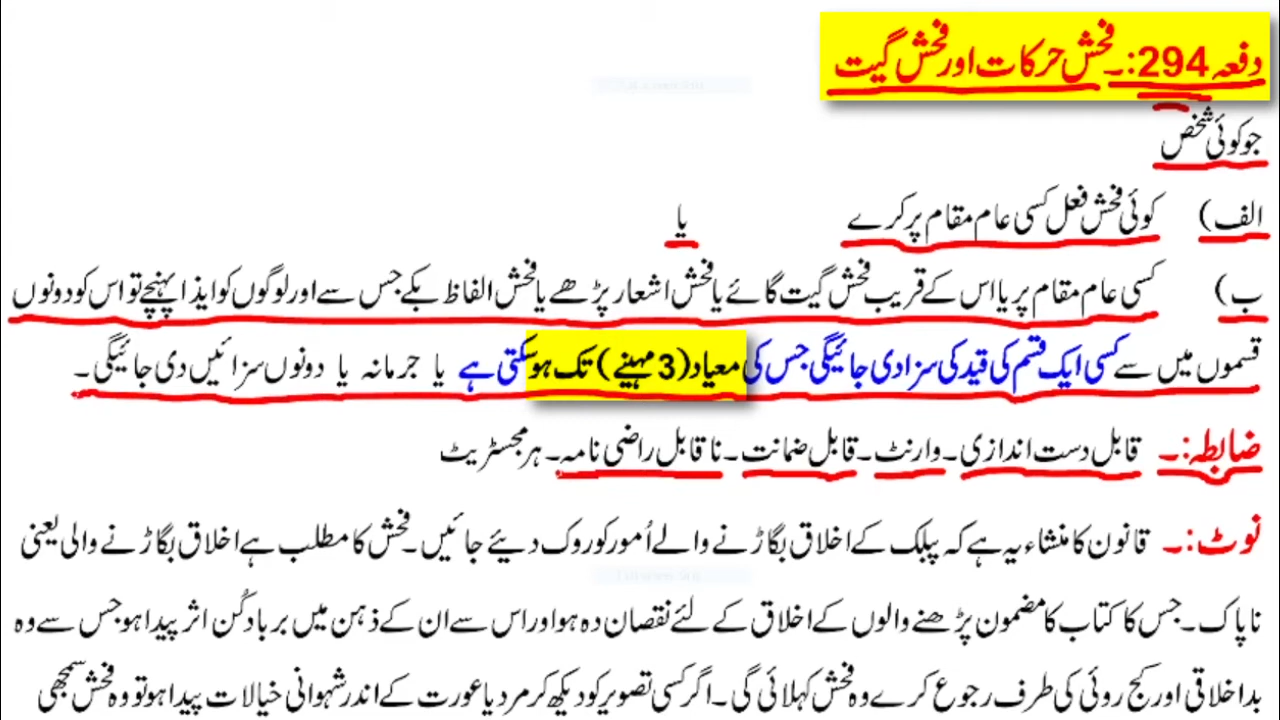 دفعہ 294:۔ فحش حرکات اور فحش گیت
جو کوئی شخص
الف) کوئی فحش فعل کسی عام مقام پر کرے یا
ب) کسی عام مقام پر یا اس کے قریب فحش گیت گائے یا فحش اشعار پڑھے یا فحش الفاظ بکے جس سے اور لوگوں کو ایذا پہنچے تو اس کو دونوں
قسموں میں سے کسی ایک قسم کی قید کی سزا دی جائیگی جس کی معیاد (3 مہینے) تک ہو سکتی ہے یا جرمانہ یا دونوں سزائیں دی جائیگی۔
ضابطہ:۔ قابل دست اندازی۔ وارنٹ۔ قابل ضمانت۔ ناقابل راضی نامہ۔ ہر مجسٹریٹ
نوٹ:۔ قانون کا منشاء یہ ہے کہ پبلک کے اخلاق بگاڑنے والے اُمور کو روک دیئے جائیں۔ فحش کا مطلب ہے اخلاق بگاڑنے والی یعنی
ناپاک۔ جس کا کتاب کا مضمون پڑھنے والوں کے اخلاق کے لئے نقصان دہ ہو اور اس سے ان کے ذہن میں برباد کُن اثر پیدا ہو جس سے وہ
بداخلاقی اور کج روئی کی طرف رجوع کرے وہ فحش کہلائی گی۔ اگر کسی تصویر کو دیکھ کر مرد یا عورت کے اندر شہوانی خیالات پیدا ہو تو وہ فحش سمجھی